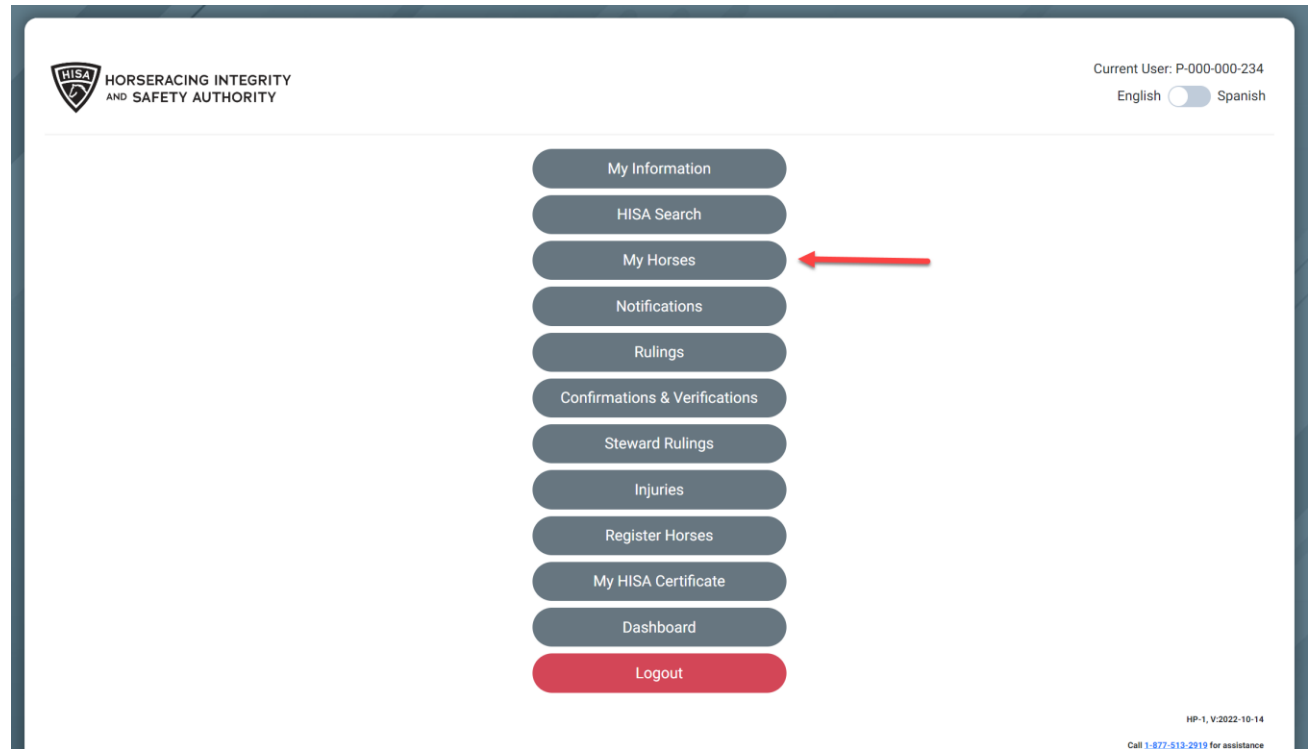 HISA
HORSERACING INTEGRITY
AND SAFETY AUTHORITY
Current User: P-000-000-234
English Spanish
My Information
HISA Search
My Horses
Notifications
Rulings
Confirmations & Verifications
Steward Rulings
Injuries
Register Horses
My HISA Certificate
Dashboard
Logout
HP-1, V:2022-10-14
Call 1-877-513-2919 for assistance